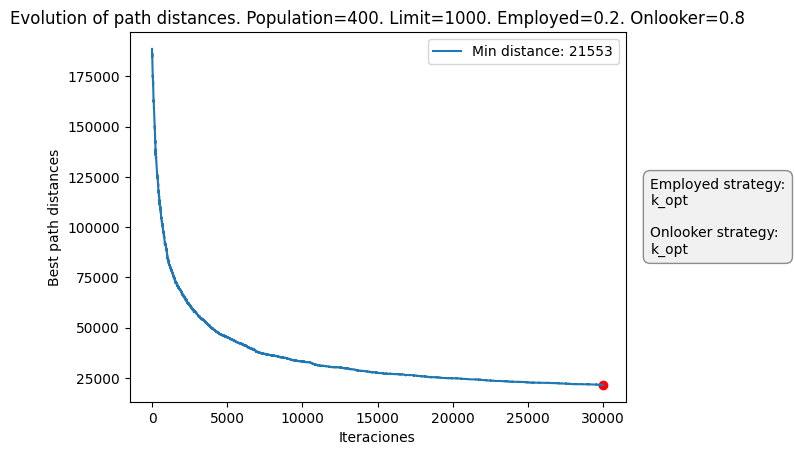 Evolution of path distances. Population=400. Limit=1000. Employed=0.2. Onlooker=0.8
Min distance: 21553
175000
150000
125000
100000
75000
50000
25000
Best path distances
0
5000
10000
15000
20000
25000
30000
Iteraciones
Employed strategy:
k_opt
Onlooker strategy:
k_opt